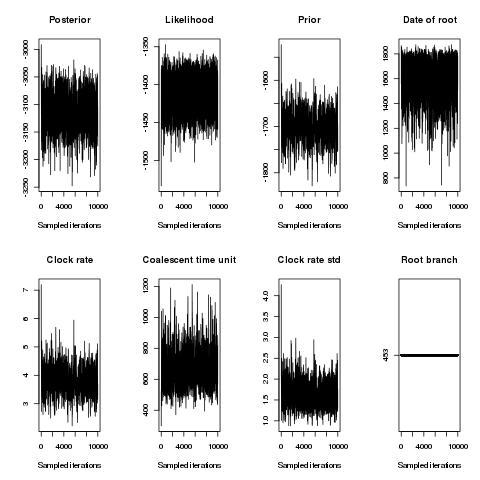 Posterior Likelihood Prior Date of root
-3000
-3050
-3100
-3150
-3200
-3250
0 4000 10000
Sampled iterations
-1350
-1400
-1450
-1500
0 4000 10000
Sampled iterations
-1600
-1700
-1800
0 4000 10000
Sampled iterations
1800
1600
1400
1200
1000
800
0 4000 10000
Sampled iterations
Clock rate Coalescent time unit Clock rate std Root branch
7
6
5
4
3
0 4000 10000
Sampled iterations
1200
1000
800
600
400
0 4000 10000
Sampled iterations
4.0
3.5
3.0
2.5
2.0
1.5
1.0
0 4000 10000
Sampled iterations
453
0 4000 10000
Sampled iterations